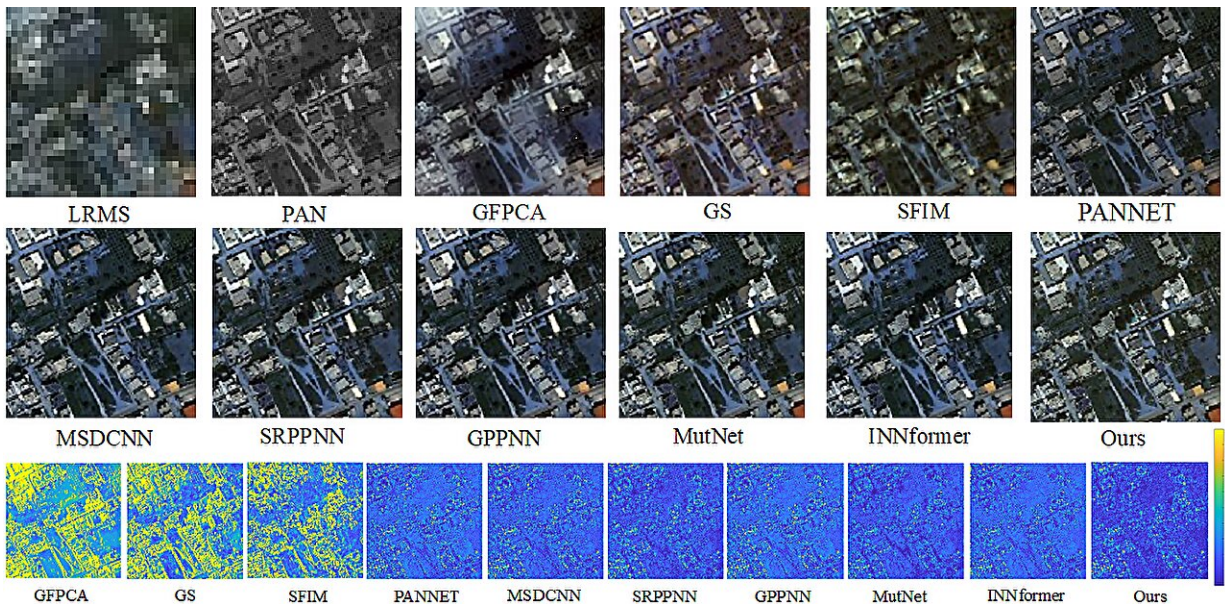 LRMS PAN GFPCA GS SFIM PANNET
MSDCNN SRPPNN GPPNN MutNet INNformer Ours
GFPCA GS SFIM PANNET MSDCNN SRPPNN GPPNN MutNet INNformer Ours